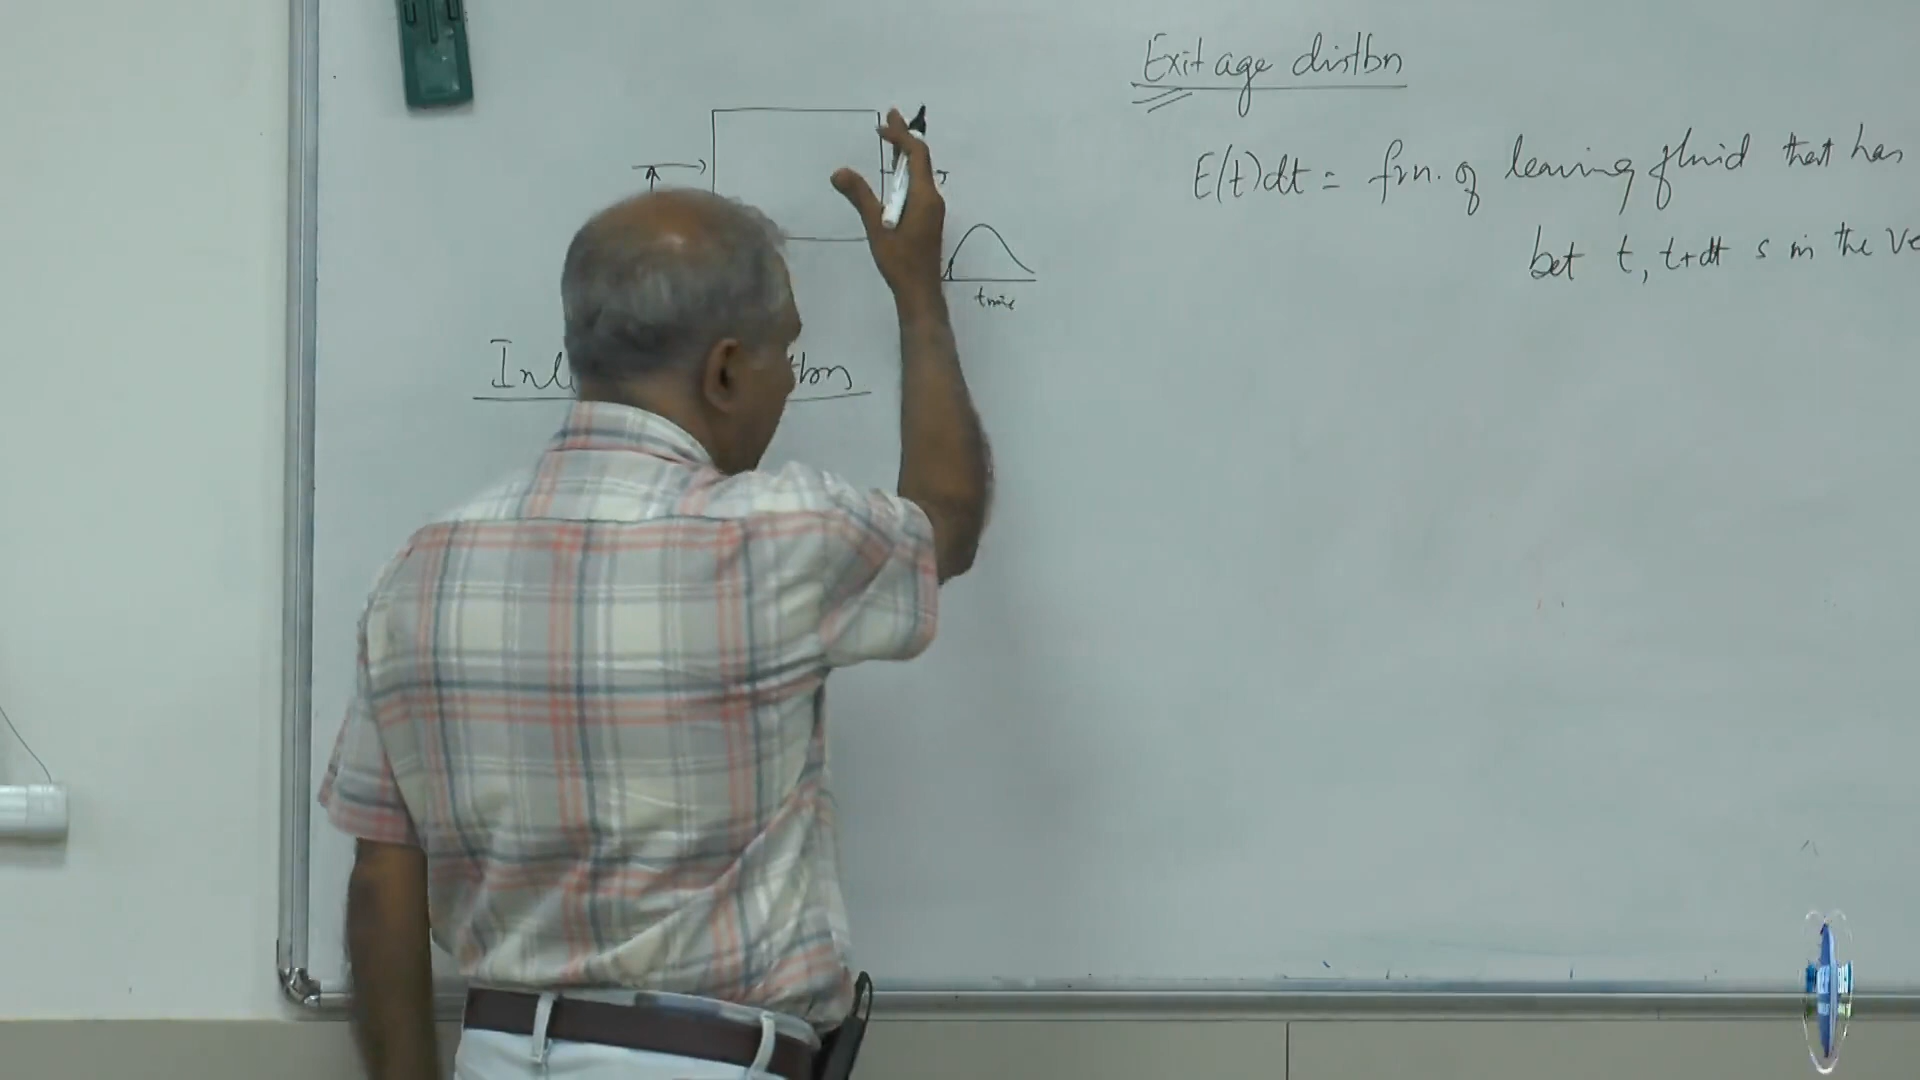 Exit age distbn
E(t)dt = frn. of leaving fluid that has
bet t, t+dt s in the
time